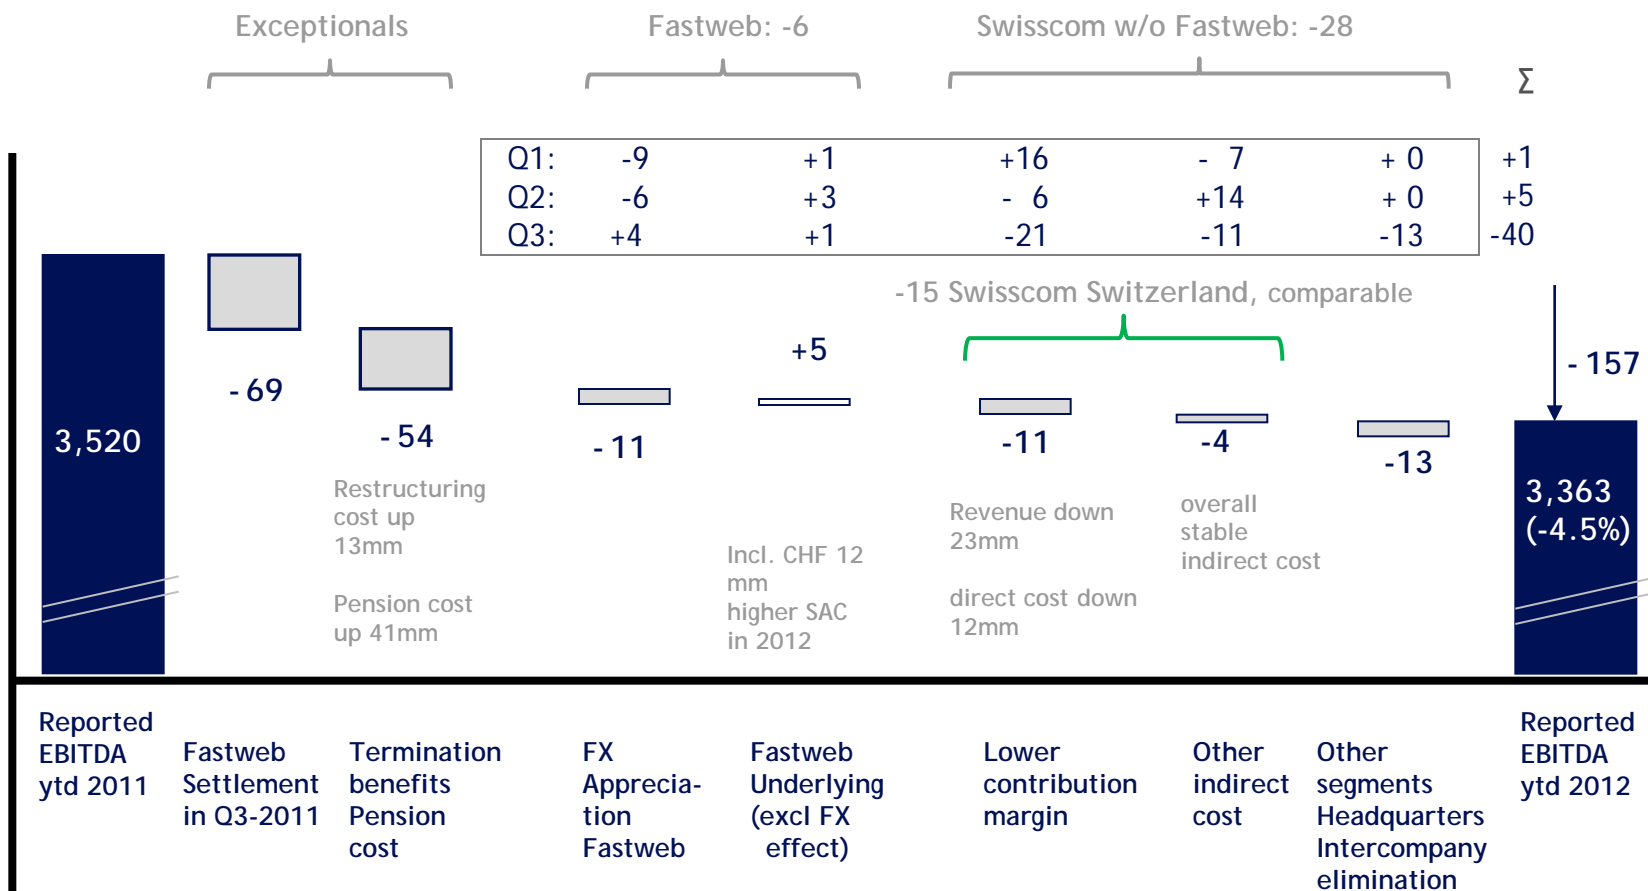 Exceptionals
Fastweb: -6
Swisscom w/o Fastweb: -28
Σ
Q1: -9 +1 +16 - 7 + 0 +1
Q2: -6 +3 - 6 +14 + 0 +5
Q3: +4 +1 -21 -11 -13 -40
-15 Swisscom Switzerland, comparable
3,520
- 69
- 54
Restructuring
cost up
13mm
Pension cost
up 41mm
- 11
+5
Incl. CHF 12
mm
higher SAC
in 2012
-11
Revenue down
23mm
direct cost down
12mm
-4
overall
stable
indirect cost
-13
- 157
3,363
(-4.5%)
Reported
EBITDA
ytd 2011
Fastweb
Settlement
in Q3-2011
Termination
benefits
Pension
cost
FX
Apprecia-
tion
Fastweb
Fastweb
Underlying
(excl FX
effect)
Lower
contribution
margin
Other
indirect
cost
Other
segments
Headquarters
Intercompany
elimination
Reported
EBITDA
ytd 2012